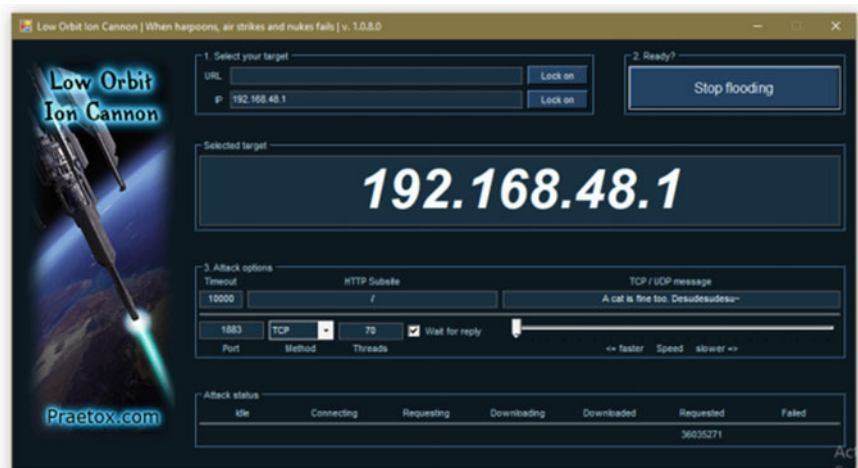 Low Orbit Ion Cannon | When harpoons, air strikes and nukes fails | v. 1.0.8.0
Low Orbit
Ion Cannon
Praetox.com
1. Select your target
URL
Lock on
IP 192.168.48.1
Lock on
2. Ready?
Stop flooding
Selected target
192.168.48.1
3. Attack options
Timeout HTTP Subsite TCP / UDP message
10000 / A cat is fine too. Desudesudesu~
1883 TCP 70 Wait for reply
Port Method Threads <= faster Speed slower =>
Attack status
Idle Connecting Requesting Downloading Downloaded Requested Failed
36035271